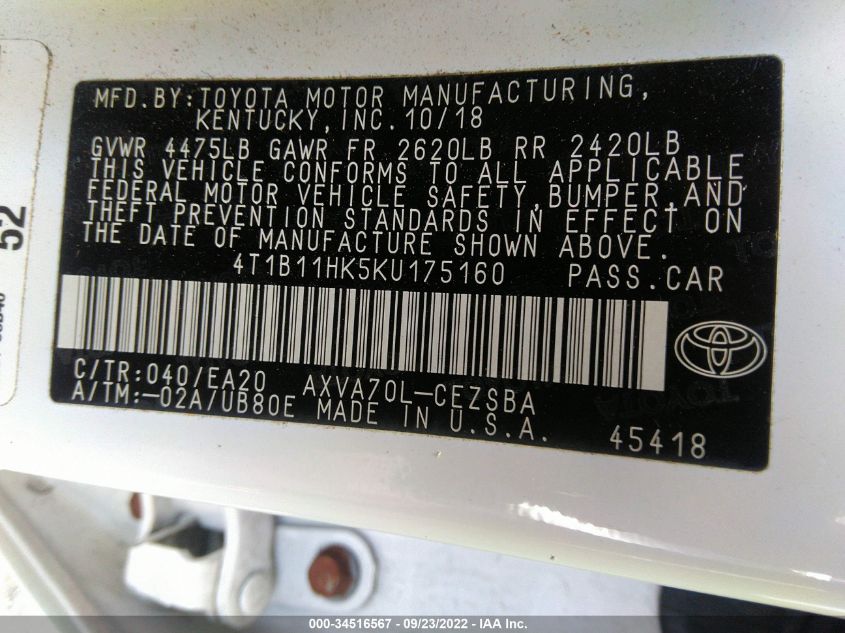 MFD.BY:TOYOTA MOTOR MANUFACTURING,
KENTUCKY,INC.10/18
GVWR 4475LB GAWR FR 2620LB RR 2420LB
THIS VEHICLE CONFORMS TO ALL APPLICABLE
FEDERAL MOTOR VEHICLE SAFETY,BUMPER,AND
THEFT PREVENTION STANDARDS IN EFFECT ON
THE DATE OF MANUFACTURE SHOWN ABOVE.
4T1B11HK5KU175160 PASS.CAR
C/TR:040/EA20 AXVA70L-CEZSBA
A/TM:-02A/UB80E MADE IN U.S.A.
45418
52
000-34516567 - 09/23/2022 - IAA Inc.